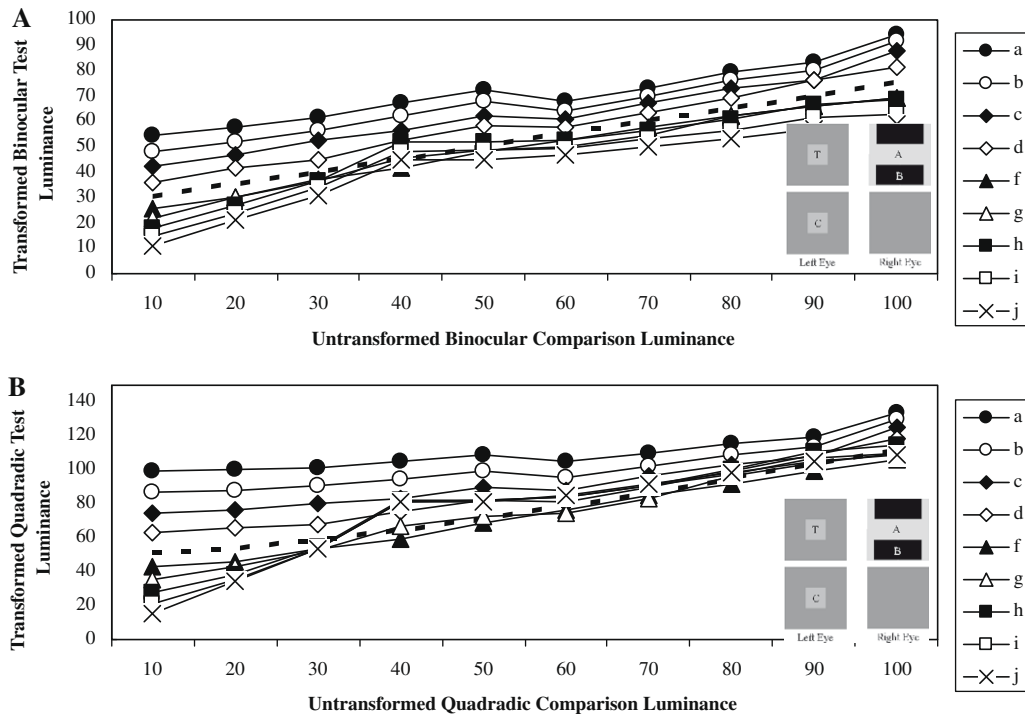 A
Transformed Binocular Test
Luminance
100
90
80
70
60
50
40
30
20
10
0
10 20 30 40 50 60 70 80 90 100
Untransformed Binocular Comparison Luminance
T
A
B
C
Left Eye Right Eye
a
b
c
d
f
g
h
i
j
B
Transformed Quadradic Test
Luminance
140
120
100
80
60
40
20
0
10 20 30 40 50 60 70 80 90 100
Untransformed Quadradic Comparison Luminance
T
A
B
C
Left Eye Right Eye
a
b
c
d
f
g
h
i
j